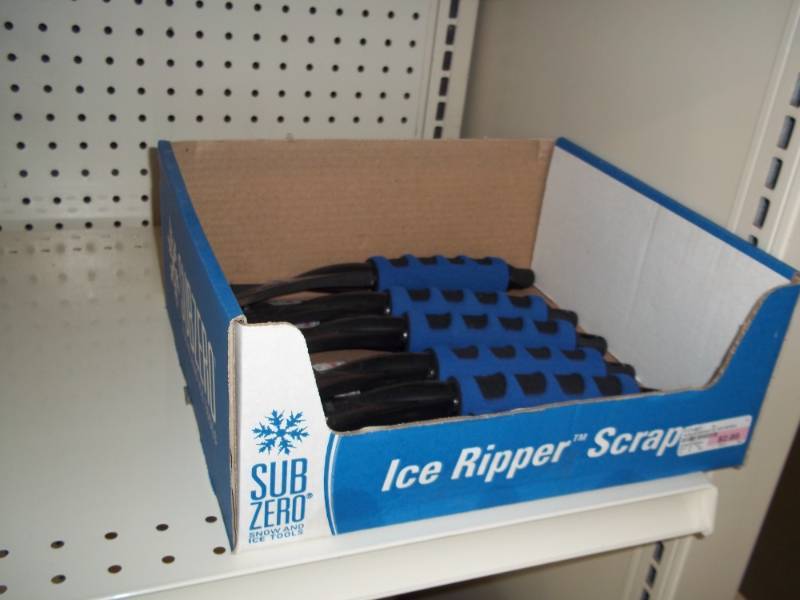 SUB
ZERO®
SNOW AND
ICE TOOLS
Ice Ripper™ Scrap